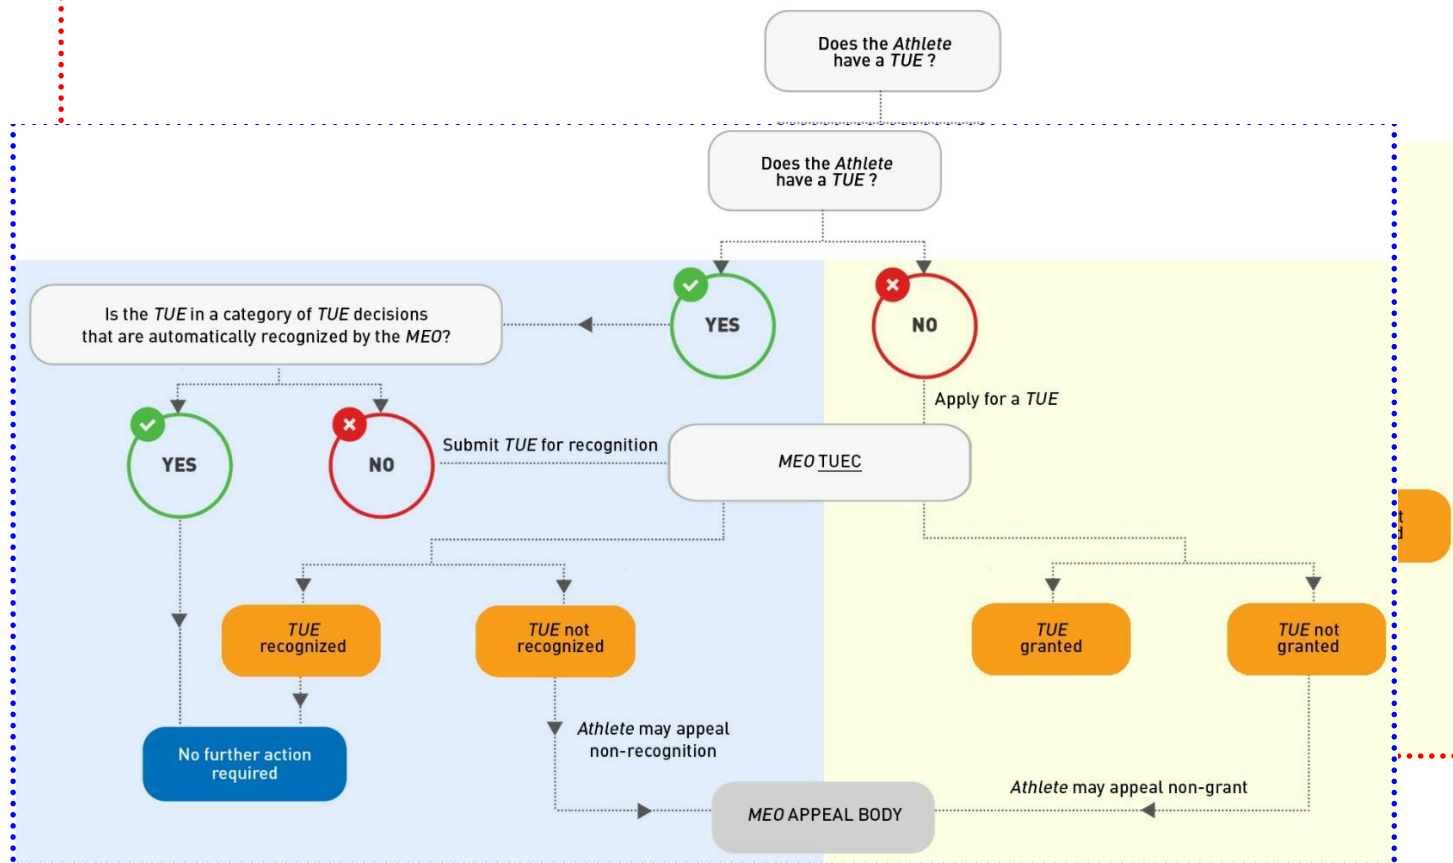 Does the Athlete
have a TUE ?
Does the Athlete
have a TUE ?
YES
NO
Is the TUE in a category of TUE decisions
that are automatically recognized by the MEO?
Apply for a TUE
YES
NO
Submit TUE for recognition
MEO TUEC
TUE
recognized
TUE not
recognized
TUE
granted
TUE not
granted
No further action
required
Athlete may appeal
non-recognition
Athlete may appeal non-grant
MEO APPEAL BODY